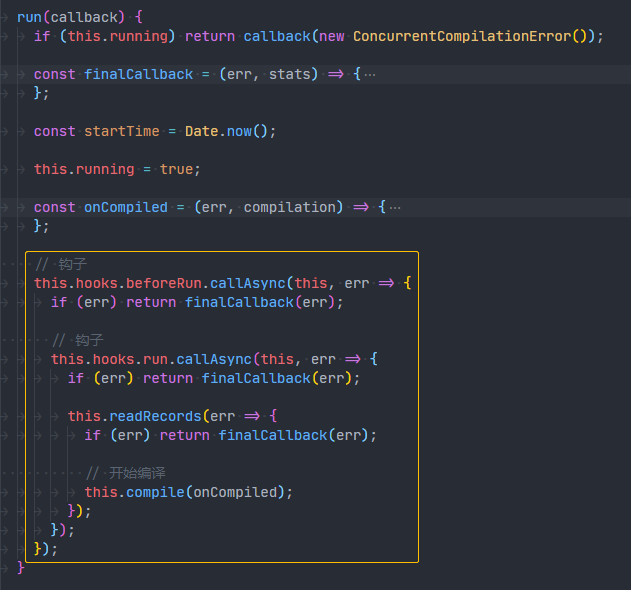 run(callback) {
if (this.running) return callback(new ConcurrentCompilationError());
const finalCallback = (err, stats) => {…
};
const startTime = Date.now();
this.running = true;
const onCompiled = (err, compilation) => {…
};
// 钩子
this.hooks.beforeRun.callAsync(this, err => {
if (err) return finalCallback(err);
// 钩子
this.hooks.run.callAsync(this, err => {
if (err) return finalCallback(err);
this.readRecords(err => {
if (err) return finalCallback(err);
// 开始编译
this.compile(onCompiled);
});
});
});
}